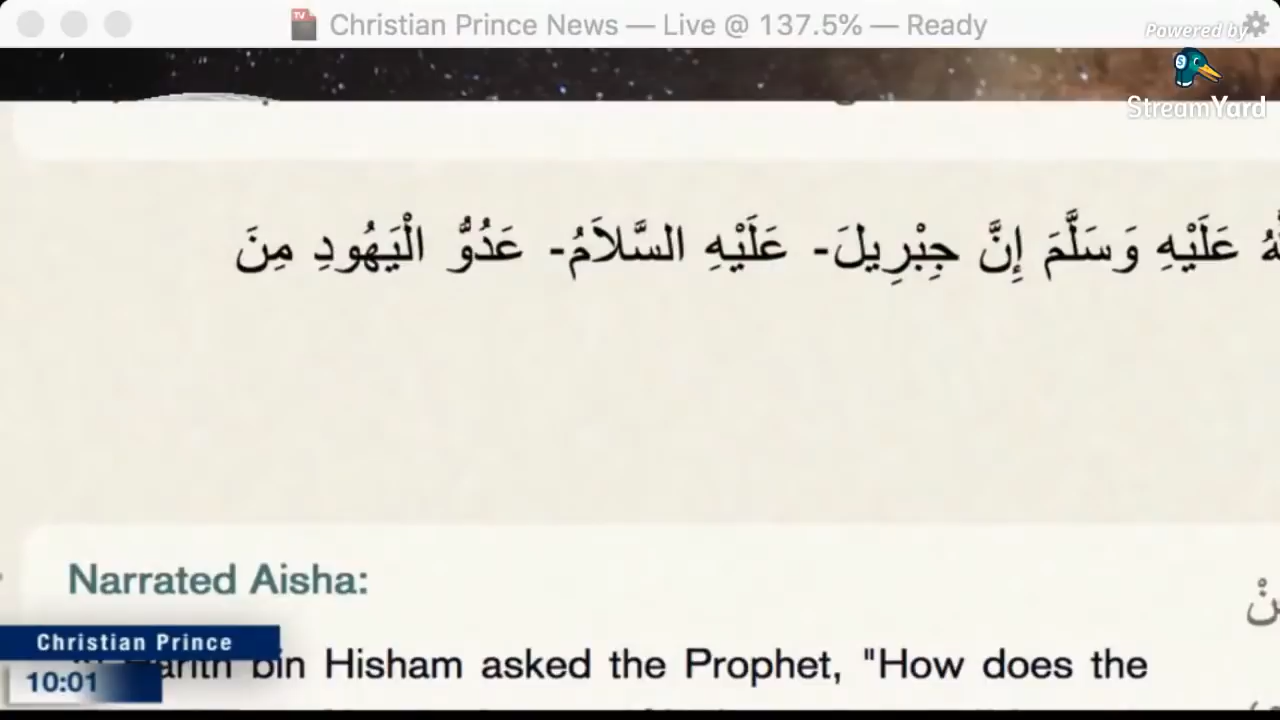 Christian Prince News — Live @ 137.5% — Ready
Powered by
StreamYard
عَلَيْهِ وَسَلَّمَ إِنَّ جِبْرِيلَ- عَلَيْهِ السَّلاَمُ- عَدُوُّ الْيَهُودِ مِنَ
Narrated Aisha:
bin Hisham asked the Prophet, "How does the
Christian Prince
10:01